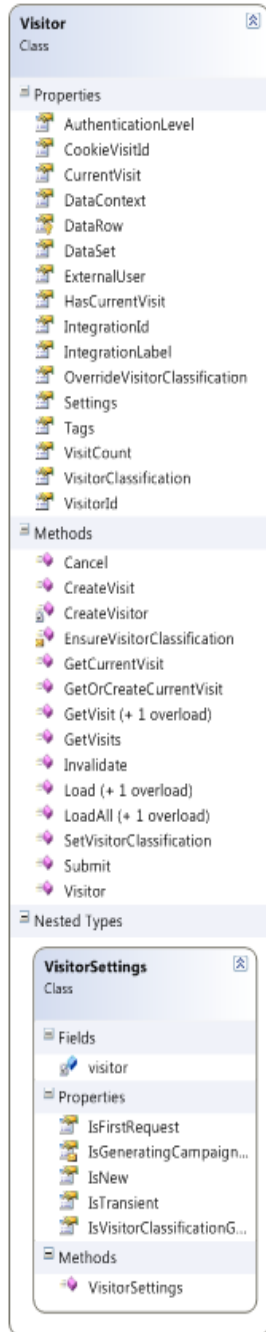 Visitor
Class
Properties
AuthenticationLevel
CookieVisitId
CurrentVisit
DataContext
DataRow
DataSet
ExternalUser
HasCurrentVisit
IntegrationId
IntegrationLabel
OverrideVisitorClassification
Settings
Tags
VisitCount
VisitorClassification
VisitorId
Methods
Cancel
CreateVisit
CreateVisitor
EnsureVisitorClassification
GetCurrentVisit
GetOrCreateCurrentVisit
GetVisit (+ 1 overload)
GetVisits
Invalidate
Load (+ 1 overload)
LoadAll (+ 1 overload)
SetVisitorClassification
Submit
Visitor
Nested Types
VisitorSettings
Class
Fields
visitor
Properties
IsFirstRequest
IsGeneratingCampaign...
IsNew
IsTransient
IsVisitorClassificationG...
Methods
VisitorSettings